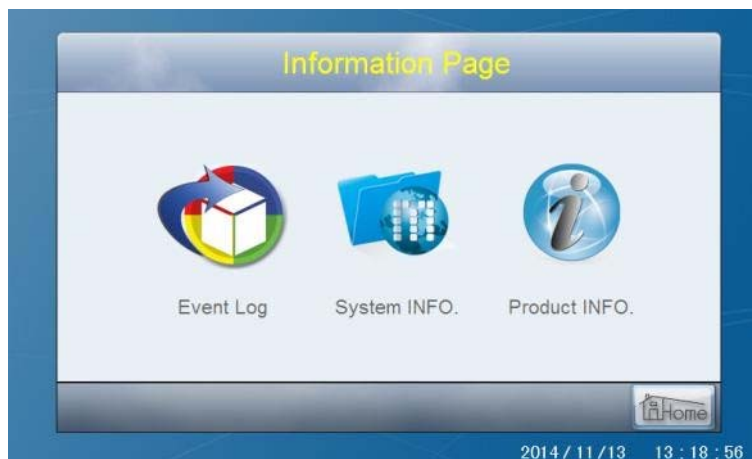 Information Page
Event Log
System INFO.
Product INFO.
Home
2014/11/13 13:18:56